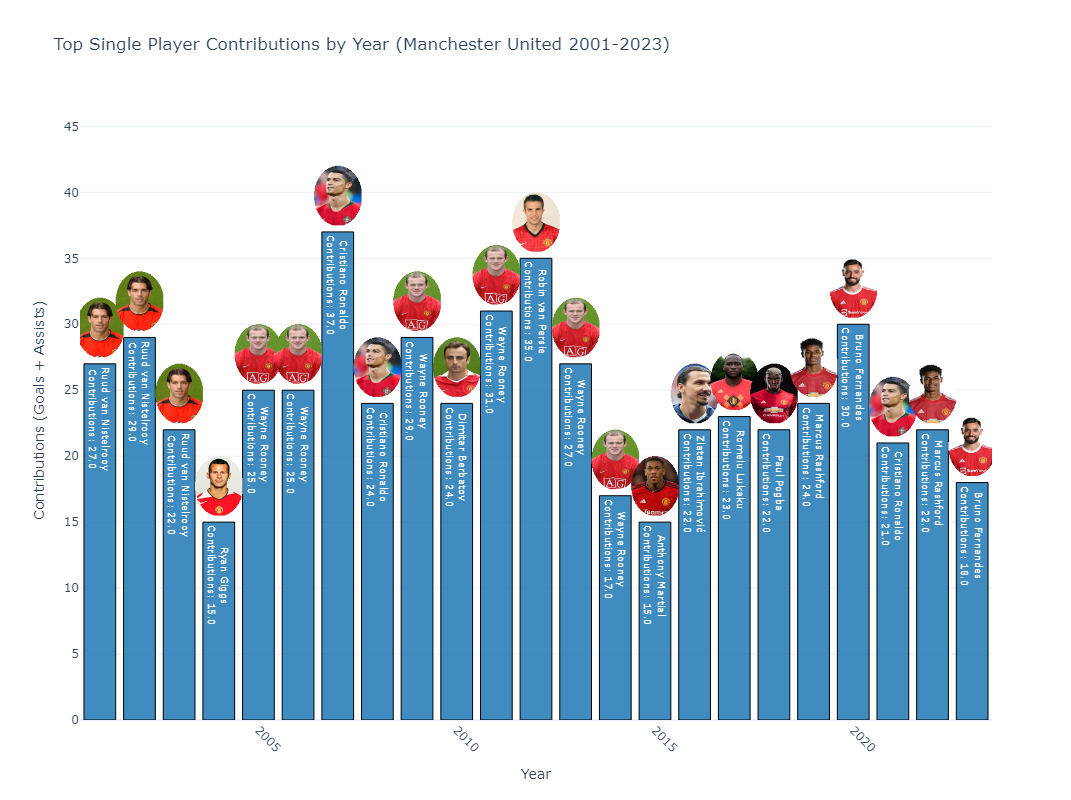 Top Single Player Contributions by Year (Manchester United 2001-2023)
Contributions (Goals + Assists)
45
40
35
30
25
20
15
10
5
0
Ruud van Nistelrooy
Contributions: 27.0
Ruud van Nistelrooy
Contributions: 29.0
Ruud van Nistelrooy
Contributions: 22.0
Ryan Giggs
Contributions: 15.0
Wayne Rooney
Contributions: 25.0
Wayne Rooney
Contributions: 25.0
Cristiano Ronaldo
Contributions: 37.0
Cristiano Ronaldo
Contributions: 24.0
Wayne Rooney
Contributions: 29.0
Dimitar Berbatov
Contributions: 24.0
Wayne Rooney
Contributions: 31.0
Robin van Persie
Contributions: 35.0
Wayne Rooney
Contributions: 27.0
Wayne Rooney
Contributions: 17.0
Anthony Martial
Contributions: 15.0
Zlatan Ibrahimović
Contributions: 22.0
Romelu Lukaku
Contributions: 23.0
Paul Pogba
Contributions: 22.0
Marcus Rashford
Contributions: 24.0
Bruno Fernandes
Contributions: 30.0
Cristiano Ronaldo
Contributions: 21.0
Marcus Rashford
Contributions: 22.0
Bruno Fernandes
Contributions: 18.0
2005
2010
2015
2020
Year